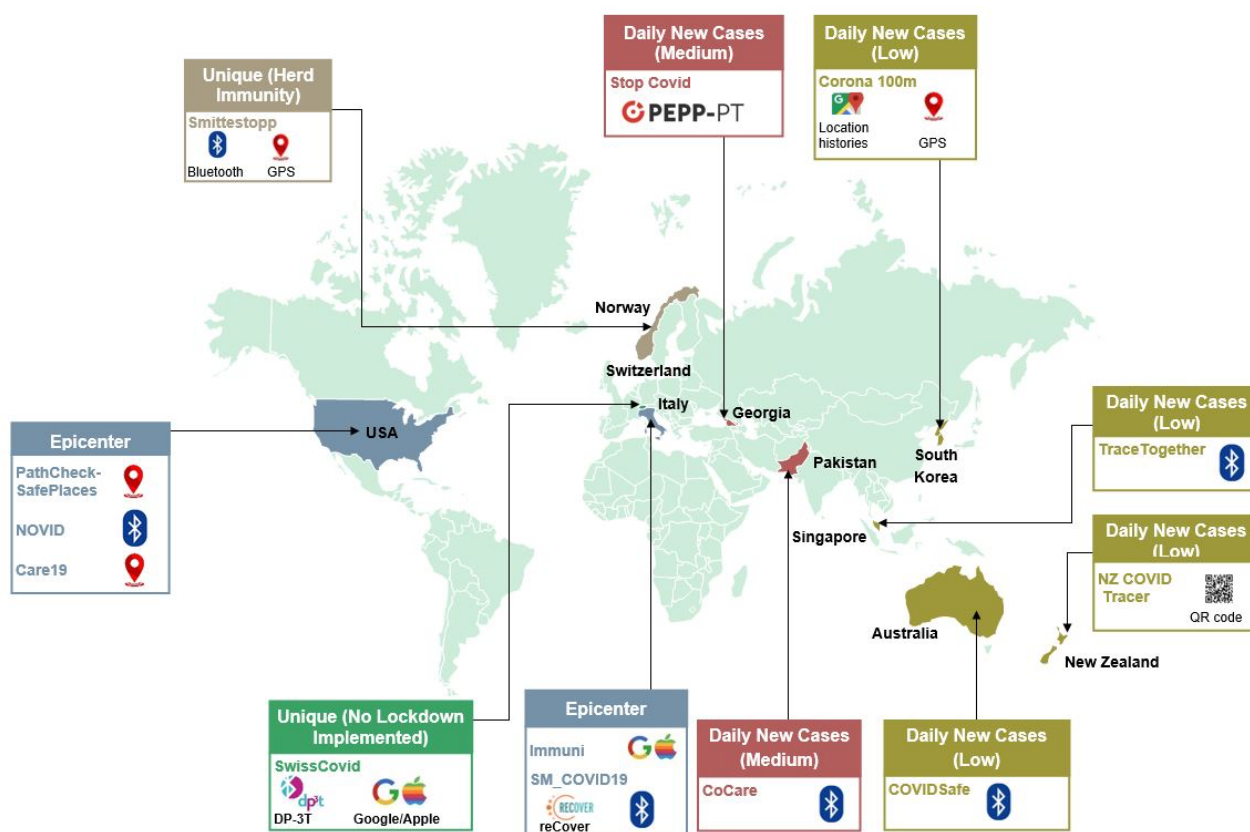 Daily New Cases
(Medium)
Stop Covid
PEPP-PT
Daily New Cases
(Low)
Corona 100m
G
Location
histories
GPS
Unique (Herd
Immunity)
Smittestopp
Bluetooth
GPS
Norway
Switzerland
Italy
Georgia
USA
Pakistan
South
Korea
Singapore
Australia
New Zealand
Epicenter
PathCheck-
SafePlaces
NOVID
Care19
Daily New Cases
(Low)
TraceTogether
Daily New Cases
(Low)
NZ COVID
Tracer
QR code
Unique (No Lockdown
Implemented)
SwissCovid
dp3t
DP-3T
G
Google/Apple
Epicenter
Immuni
G
SM_COVID19
RECOVER
reCover
Daily New Cases
(Medium)
CoCare
Daily New Cases
(Low)
COVIDSafe